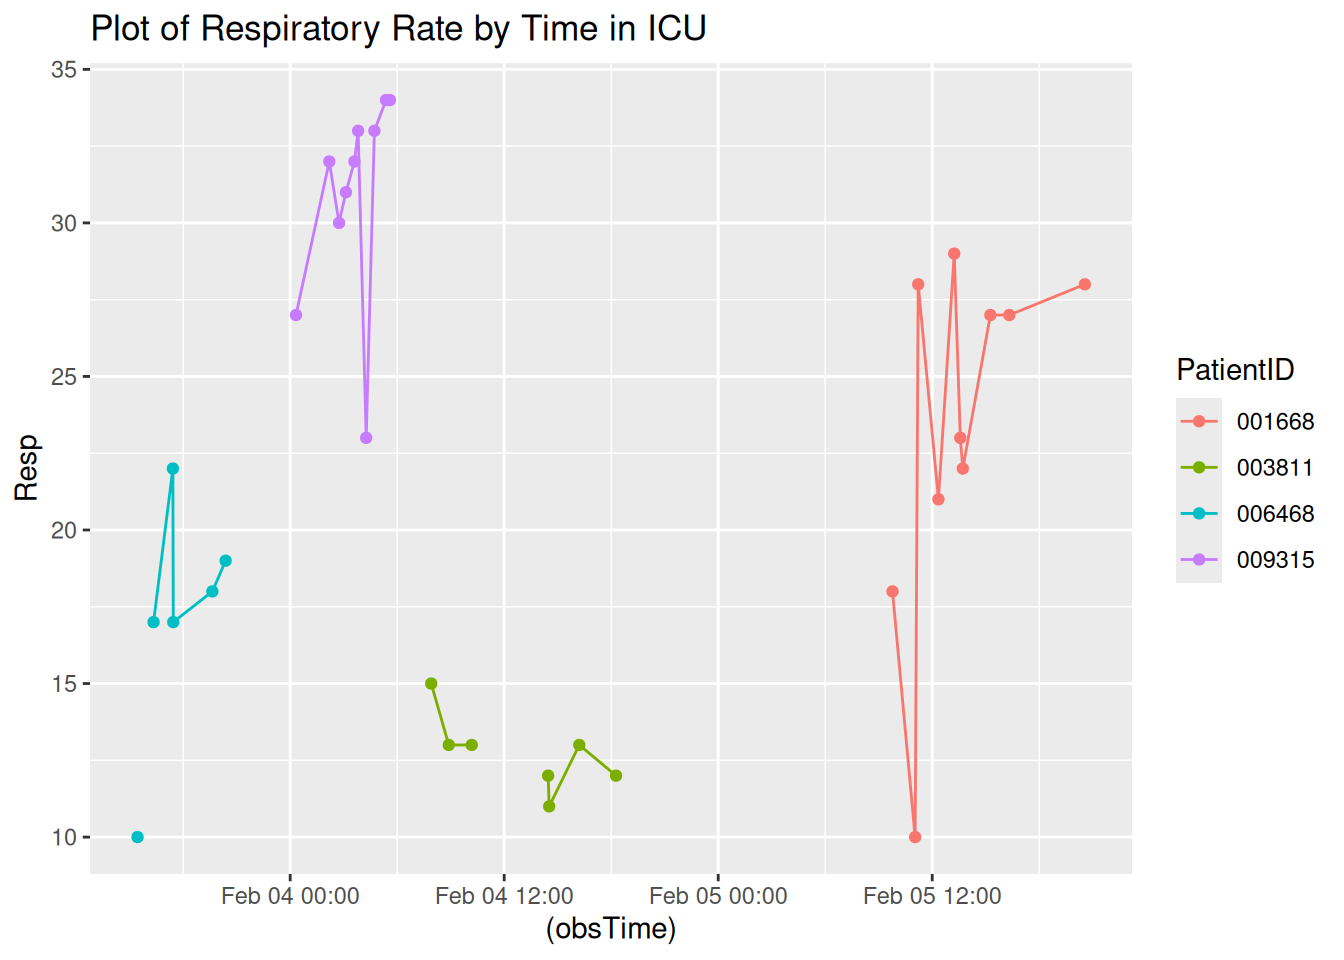 Plot of Respiratory Rate by Time in ICU
35
30
25
20
15
10
Resp
Feb 04 00:00
Feb 04 12:00
Feb 05 00:00
Feb 05 12:00
(obsTime)
PatientID
001668
003811
006468
009315